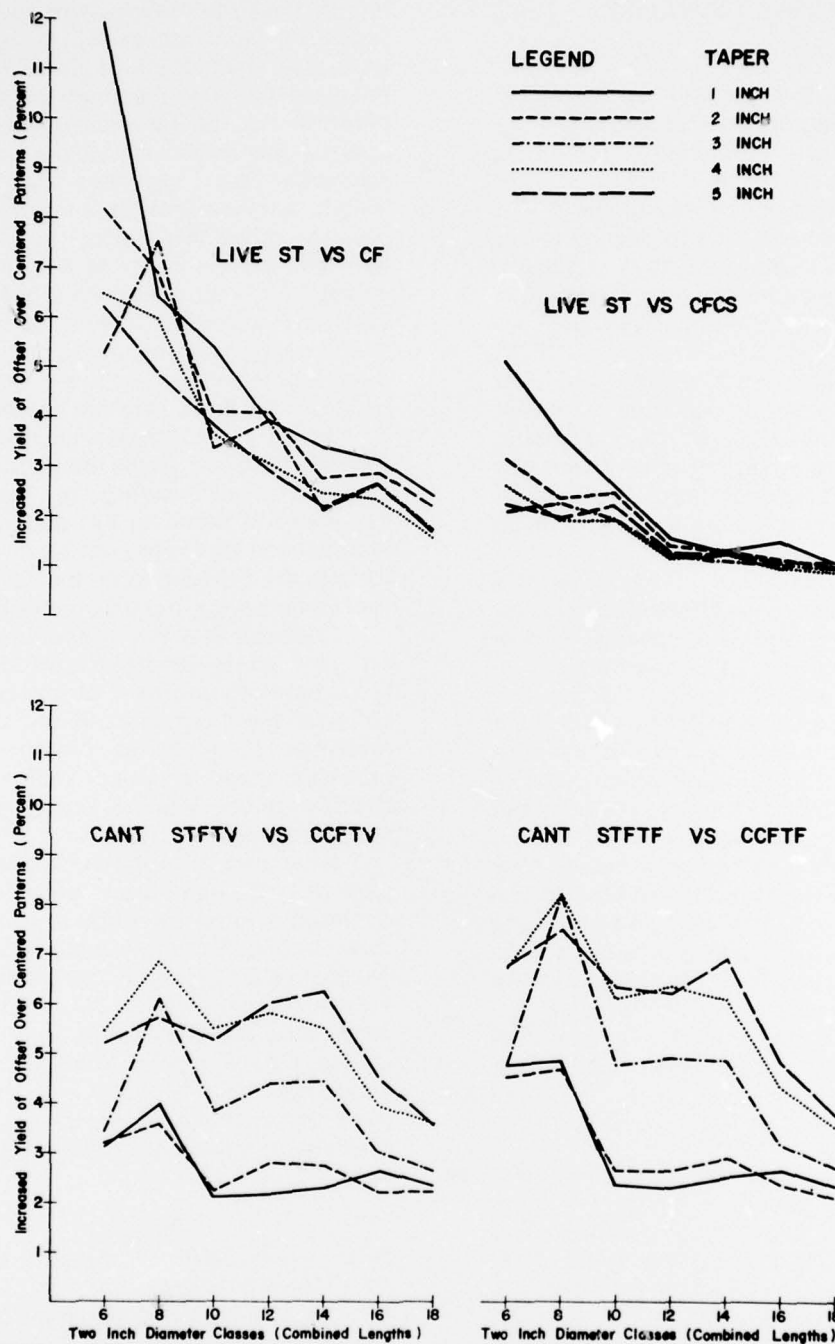 12
11
10
9
8
7
6
5
4
3
2
1
Increased Yield of Offset Over Centered Patterns (Percent)
LEGEND TAPER
1 INCH
2 INCH
3 INCH
4 INCH
5 INCH
LIVE ST VS CF
LIVE ST VS CFCS
12
11
10
9
8
7
6
5
4
3
2
1
Increased Yield of Offset Over Centered Patterns (Percent)
CANT STFTV VS CCFTV
CANT STFTF VS CCFTF
6 8 10 12 14 16 18
Two Inch Diameter Classes (Combined Lengths)
6 8 10 12 14 16 18
Two Inch Diameter Classes (Combined Lengths)